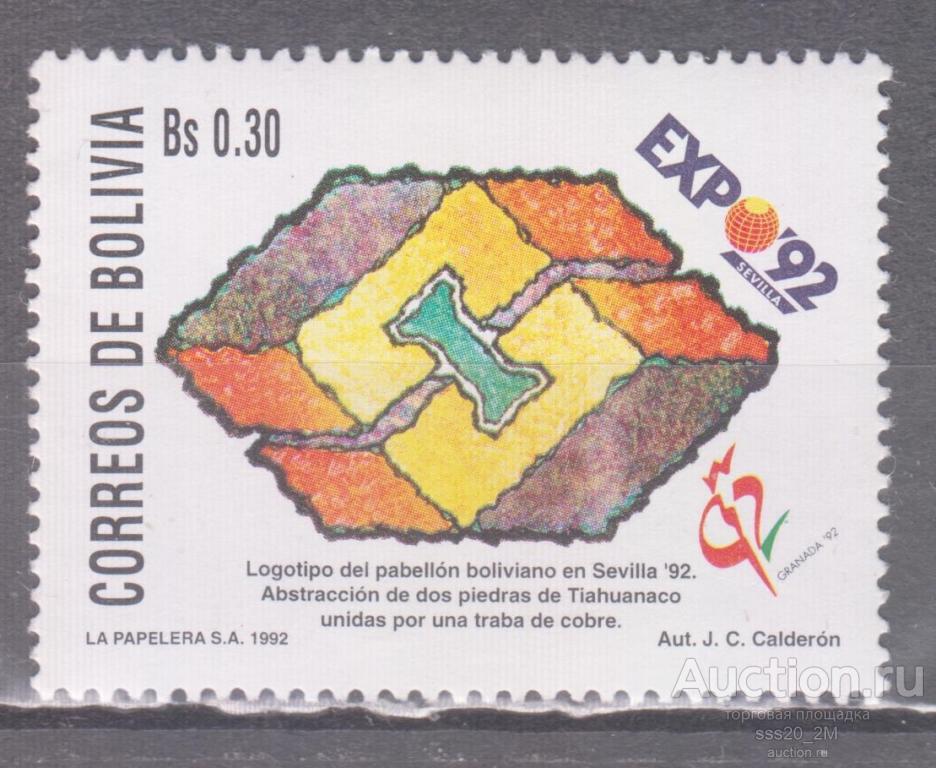 CORREOS DE BOLIVIA
Bs 0.30
EXPO'92
SEVILLA
GRANADA '92
Logotipo del pabellón boliviano en Sevilla '92.
Abstracción de dos piedras de Tiahuanaco
unidas por una traba de cobre.
LA PAPELERA S.A. 1992
Aut. J. C. Calderón
Auction.ru
торговая площадка
sss20_2M
auction.ru